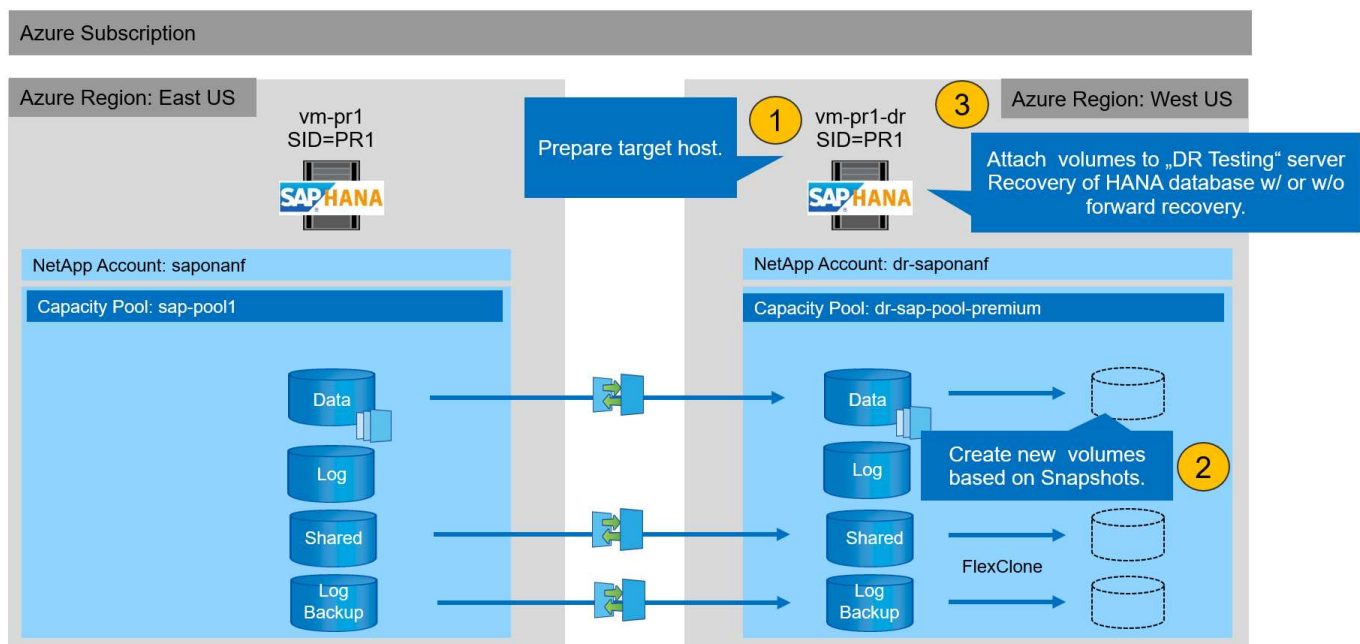 Azure Subscription
Azure Region: East US
vm-pr1
SID=PR1
SAP HANA
Prepare target host.
1
vm-pr1-dr
SID=PR1
SAP HANA
3
Azure Region: West US
Attach volumes to „DR Testing“ server
Recovery of HANA database w/ or w/o
forward recovery.
NetApp Account: saponanf
Capacity Pool: sap-pool1
Data
Log
Shared
Log
Backup
NetApp Account: dr-saponanf
Capacity Pool: dr-sap-pool-premium
Data
Log
Create new volumes
based on Snapshots.
2
Shared
FlexClone
Log
Backup